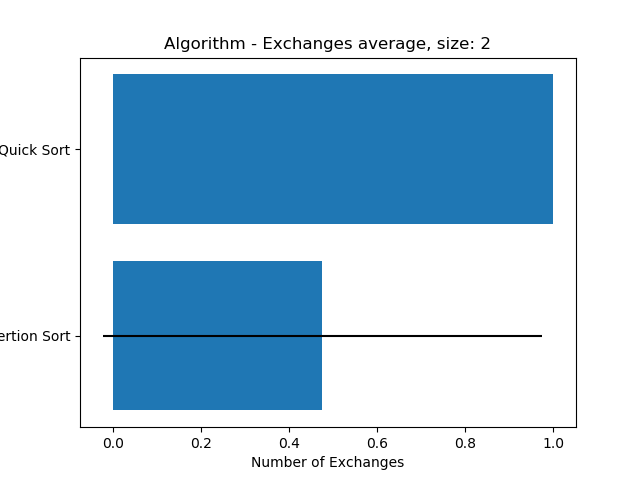 Algorithm - Exchanges average, size: 2
Quick Sort
ertion Sort
0.0 0.2 0.4 0.6 0.8 1.0
Number of Exchanges